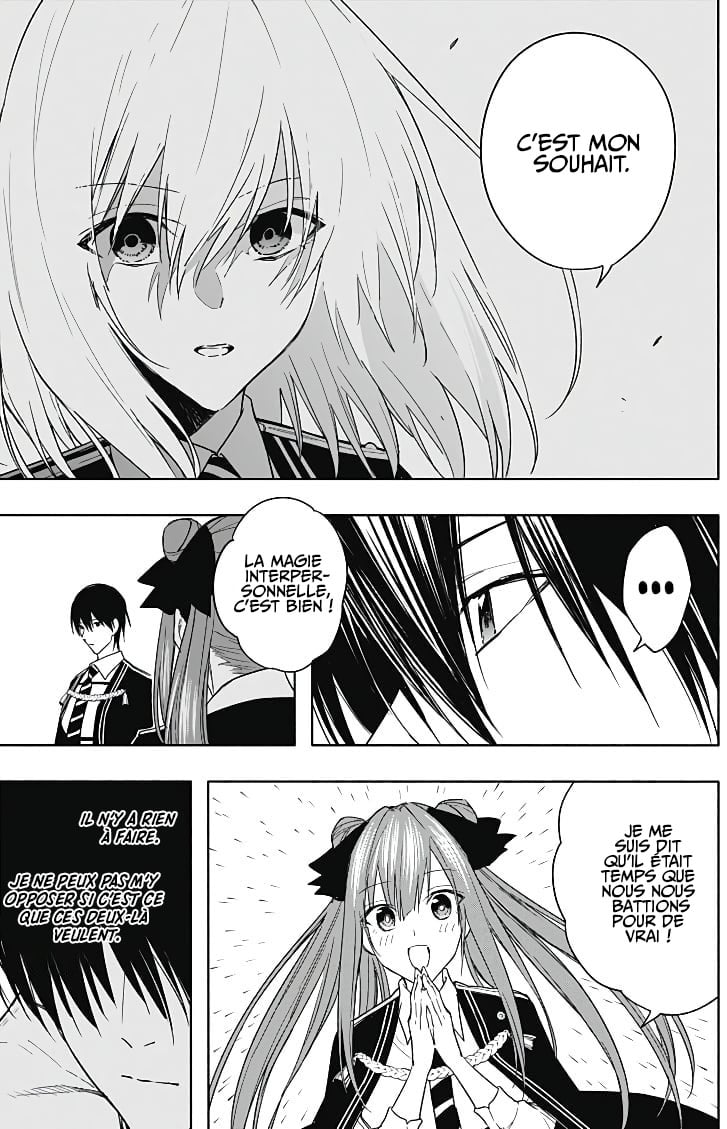 C'EST MON
SOUHAIT.
...
LA MAGIE
INTERPER-
SONNELLE,
C'EST BIEN !
JE ME
SUIS DIT
QU'IL ÉTAIT
TEMPS QUE
NOUS NOUS
BATTIONS
POUR DE
VRAI !
IL N'Y A RIEN
À FAIRE.
JE NE PEUX PAS M'Y
OPPOSER SI C'EST CE
QUE CES DEUX-LÀ
VEULENT.